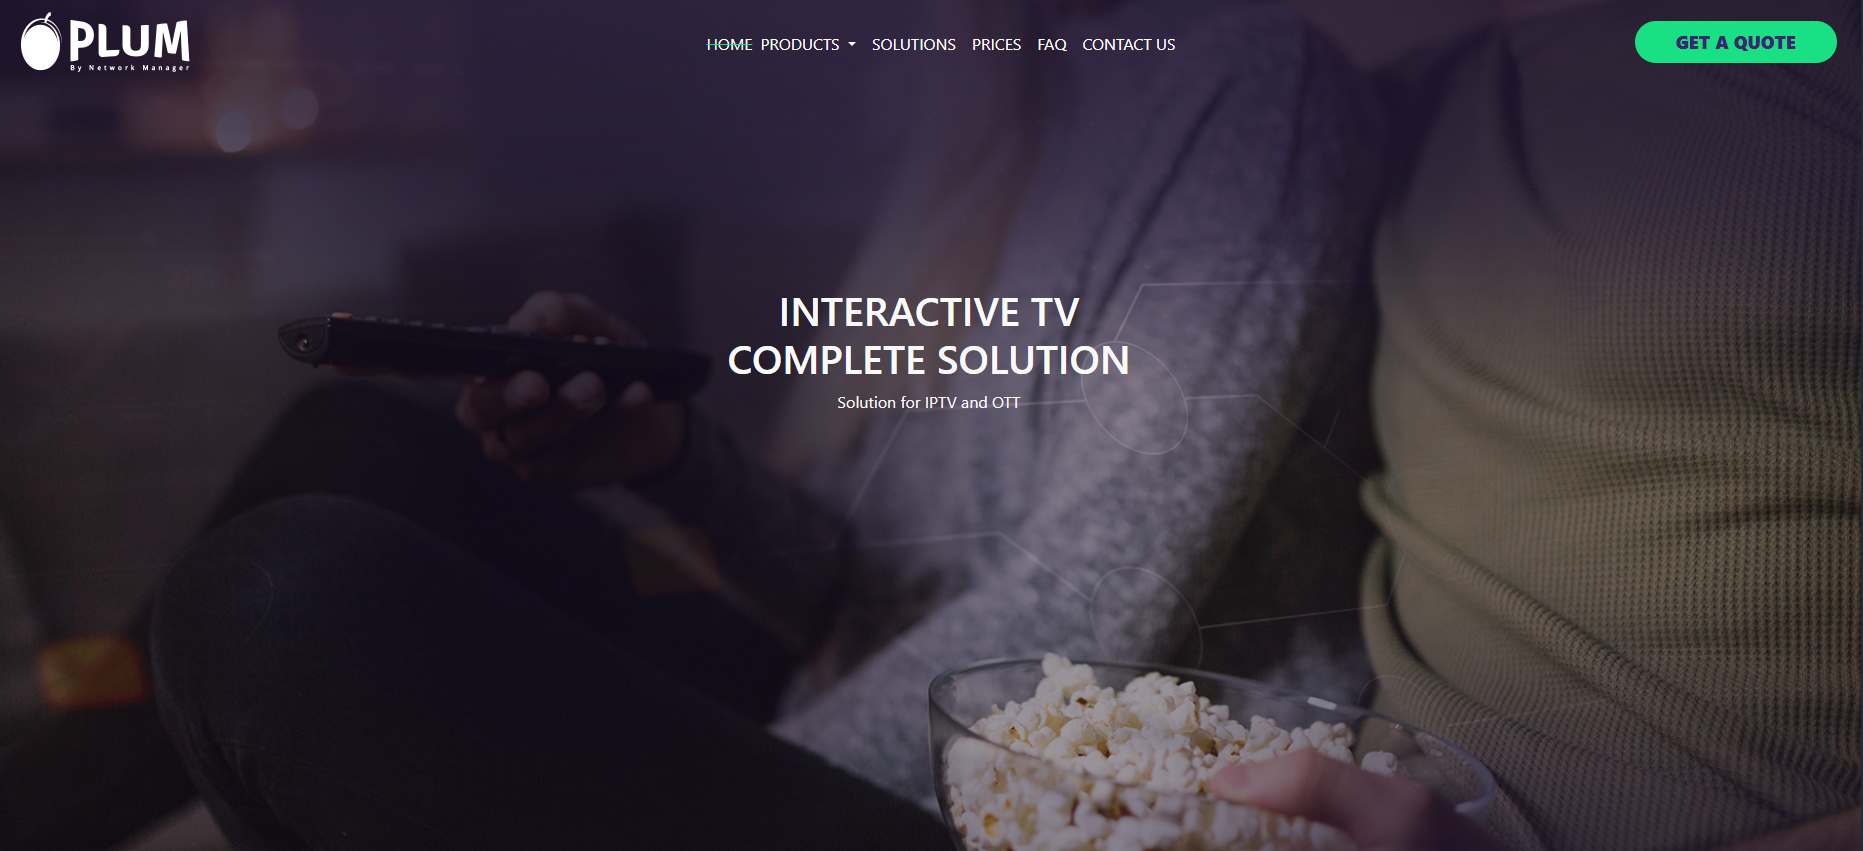 PLUM
By Network Manager
HOME PRODUCTS SOLUTIONS PRICES FAQ CONTACT US
GET A QUOTE
INTERACTIVE TV
COMPLETE SOLUTION
Solution for IPTV and OTT